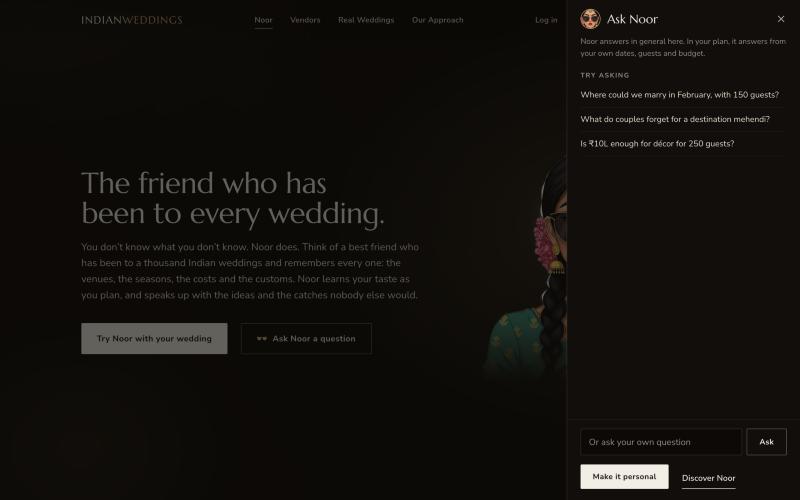 INDIANWEDDINGS
Noor
Vendors
Real Weddings
Our Approach
Log in
The friend who has
been to every wedding.
You don't know what you don't know. Noor does. Think of a best friend who
has been to a thousand Indian weddings and remembers every one: the
venues, the seasons, the costs and the customs. Noor learns your taste as
you plan, and speaks up with the ideas and the catches nobody else would.
Try Noor with your wedding
Ask Noor a question
Ask Noor
Noor answers in general here. In your plan, it answers from
your own dates, guests and budget.
TRY ASKING
Where could we marry in February, with 150 guests?
What do couples forget for a destination mehendi?
Is ₹10L enough for décor for 250 guests?
Or ask your own question
Ask
Make it personal
Discover Noor